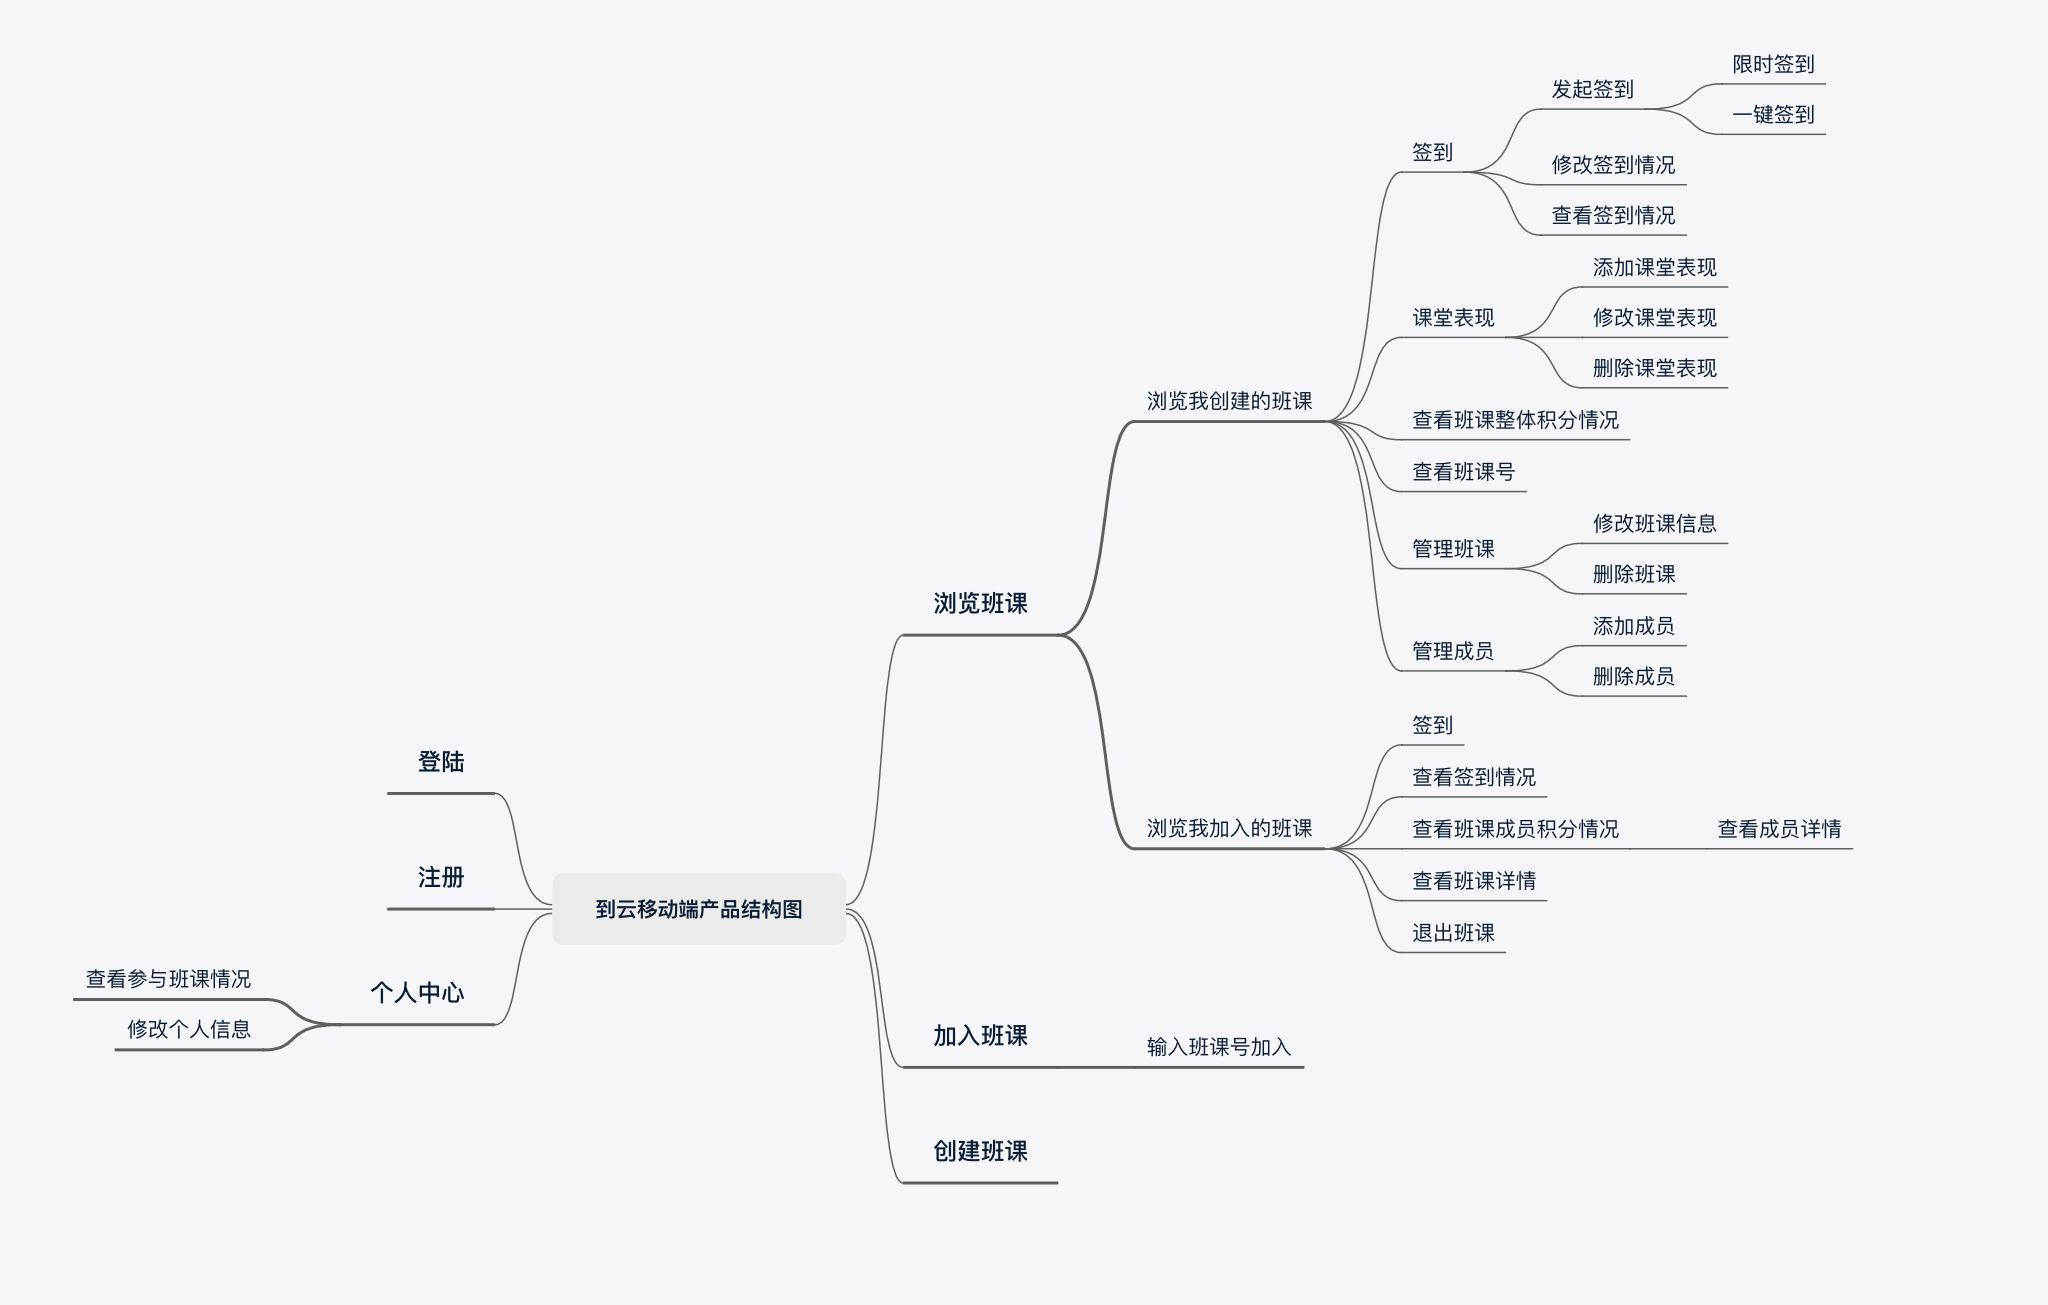 限时签到
发起签到
一键签到
签到
修改签到情况
查看签到情况
添加课堂表现
课堂表现
修改课堂表现
删除课堂表现
浏览我创建的班课
查看班课整体积分情况
查看班课号
修改班课信息
管理班课
删除班课
浏览班课
添加成员
管理成员
删除成员
签到
登陆
查看签到情况
浏览我加入的班课
查看班课成员积分情况
查看成员详情
注册
查看班课详情
到云移动端产品结构图
退出班课
查看参与班课情况
个人中心
修改个人信息
加入班课
输入班课号加入
创建班课